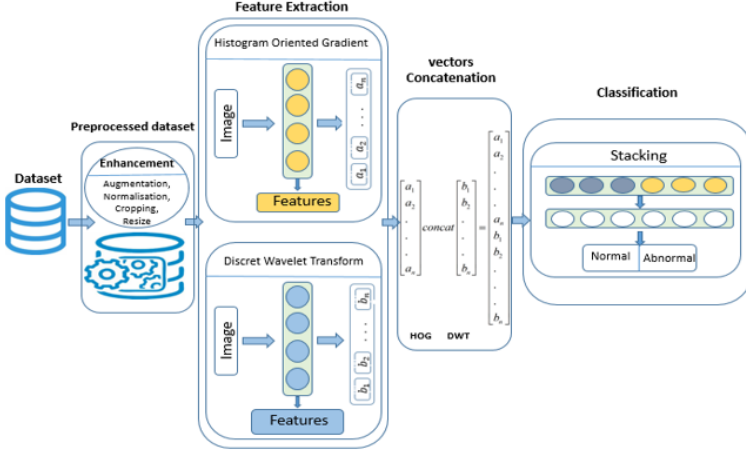 Feature Extraction
Histogram Oriented Gradient
Image
a_n
. . .
a_2
a_1
Features
Discret Wavelet Transform
Image
b_n
. . .
b_2
b_1
Features
Dataset
Preprocessed dataset
Enhancement
Augmentation,
Normalisation,
Cropping,
Resize
vectors
Concatenation
[a_1 a_2 . . . a_n] concat [b_1 b_2 . . . b_n] = [a_1 a_2 . . . a_n b_1 b_2 . . . b_n]
HOG DWT
Classification
Stacking
Normal Abnormal